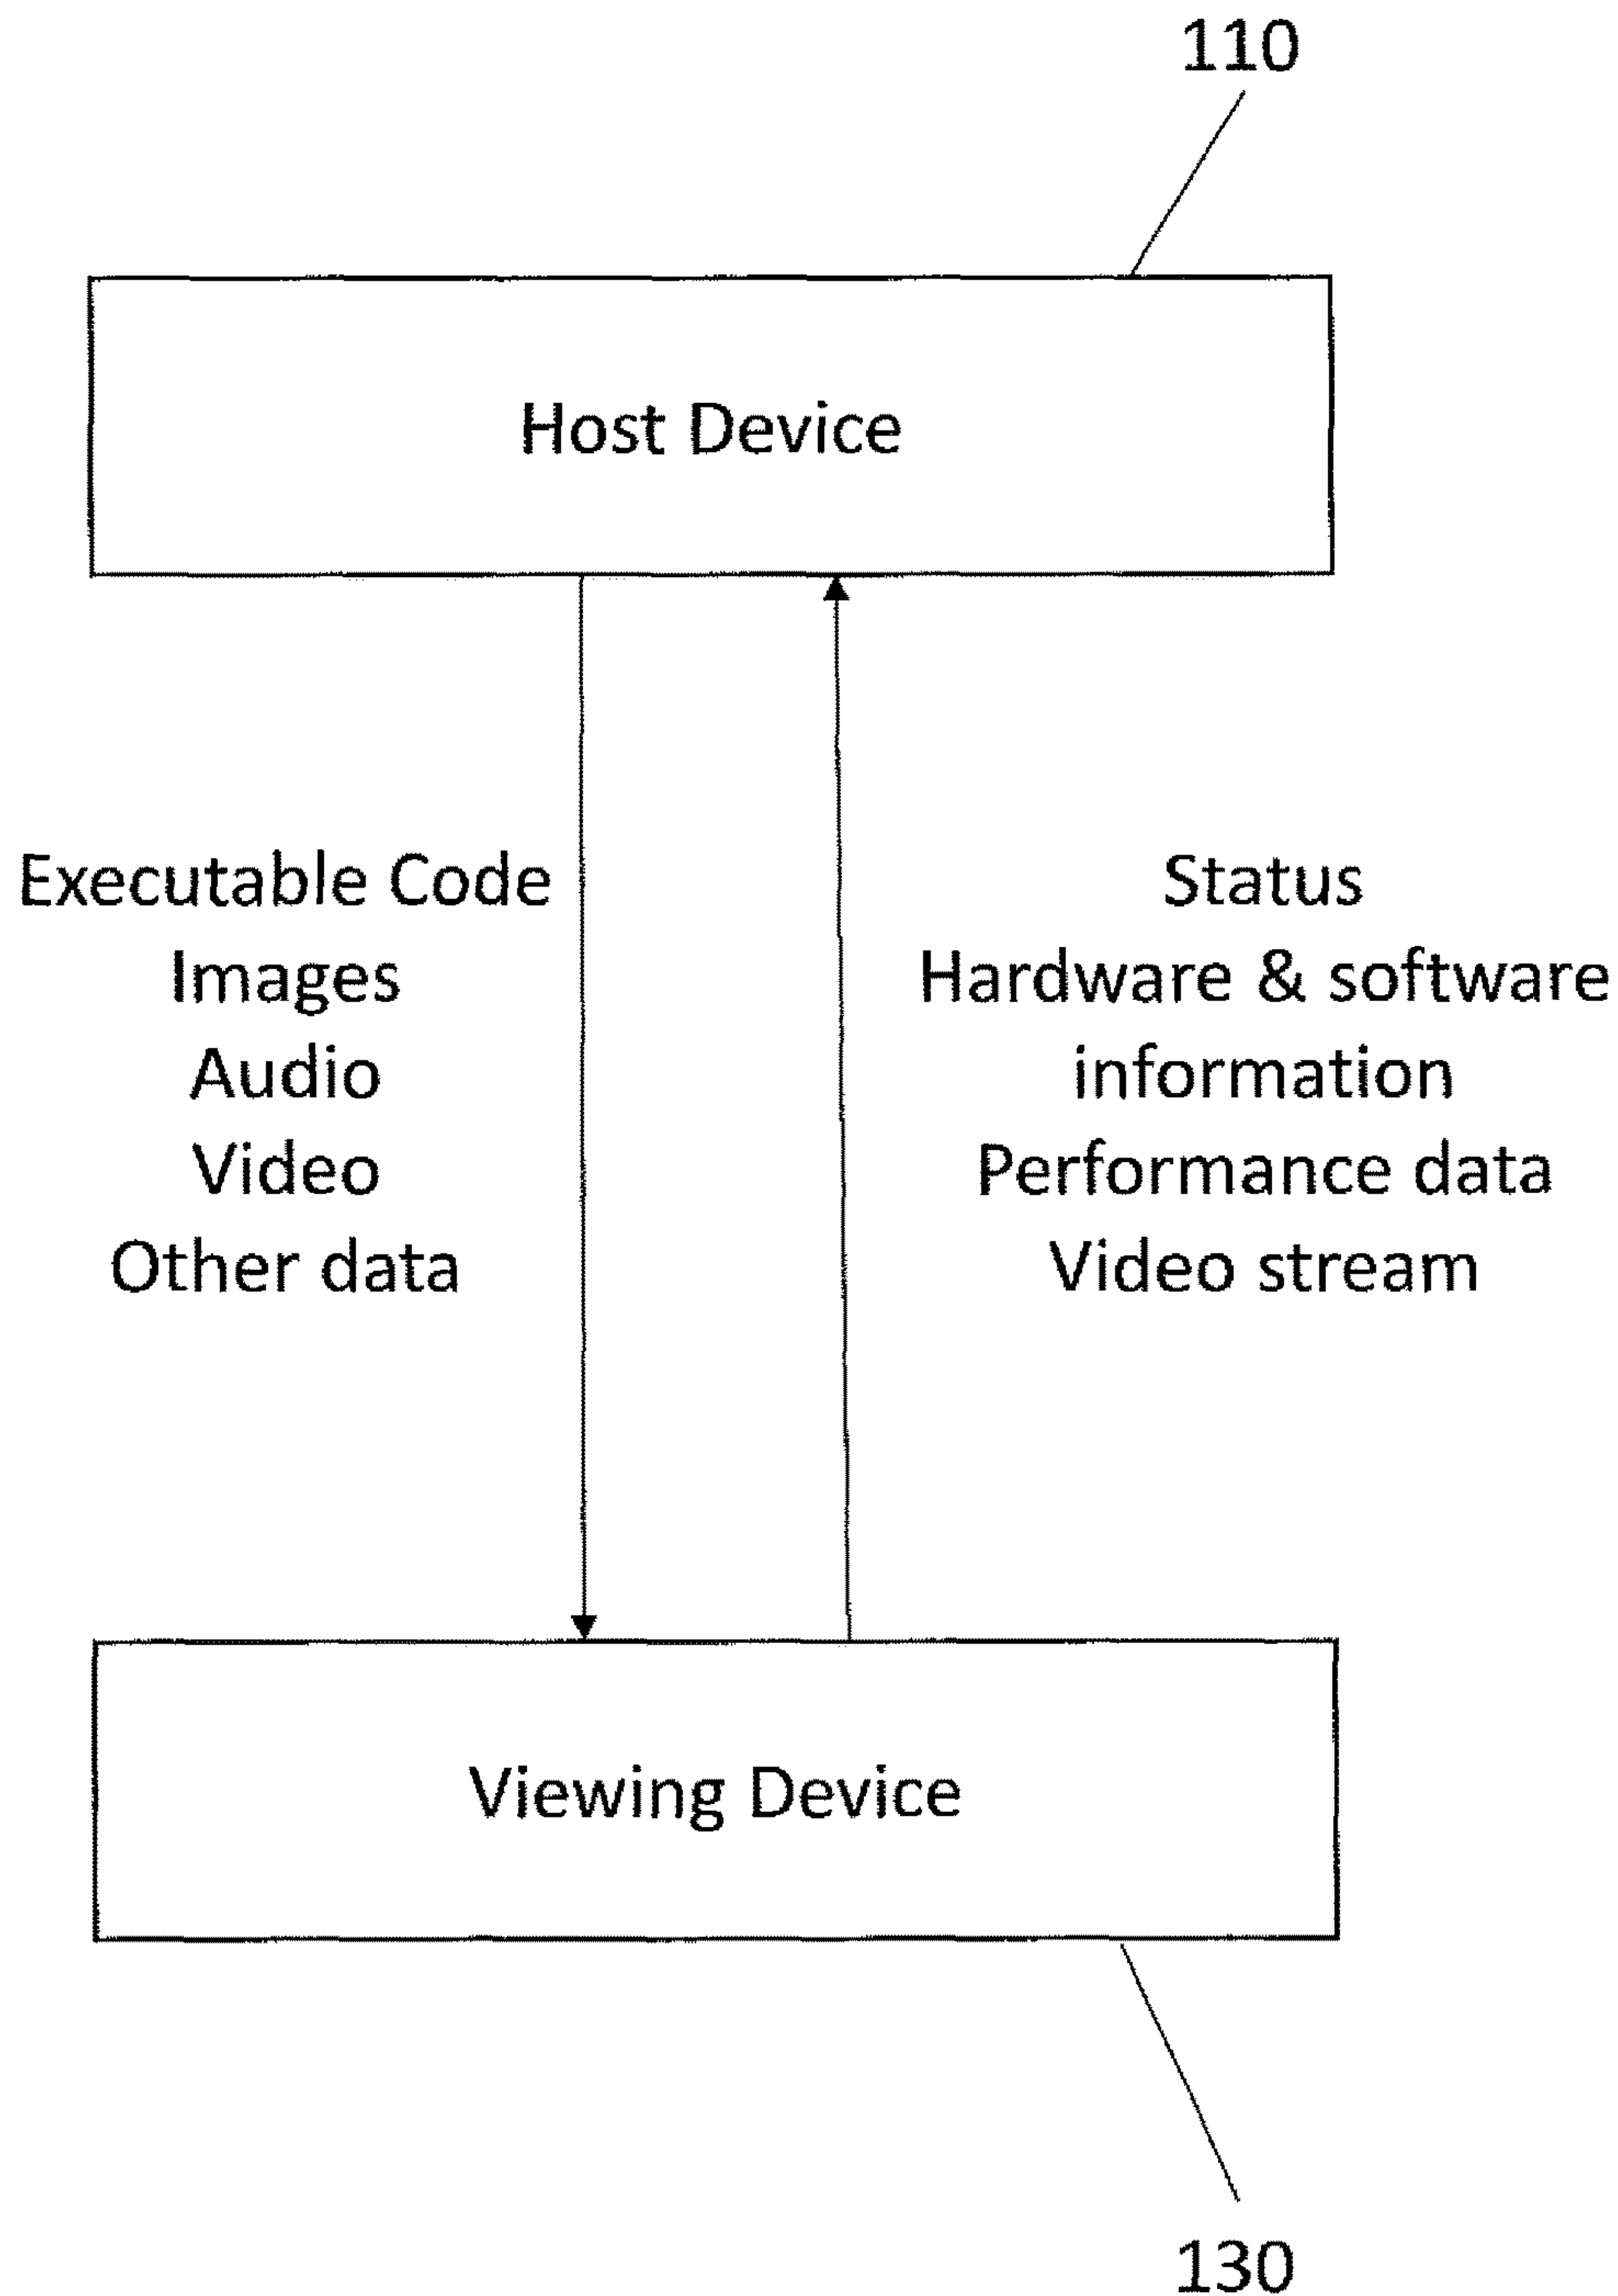 110
Host Device
Executable Code
Images
Audio
Video
Other data
Status
Hardware & software
information
Performance data
Video stream
Viewing Device
130